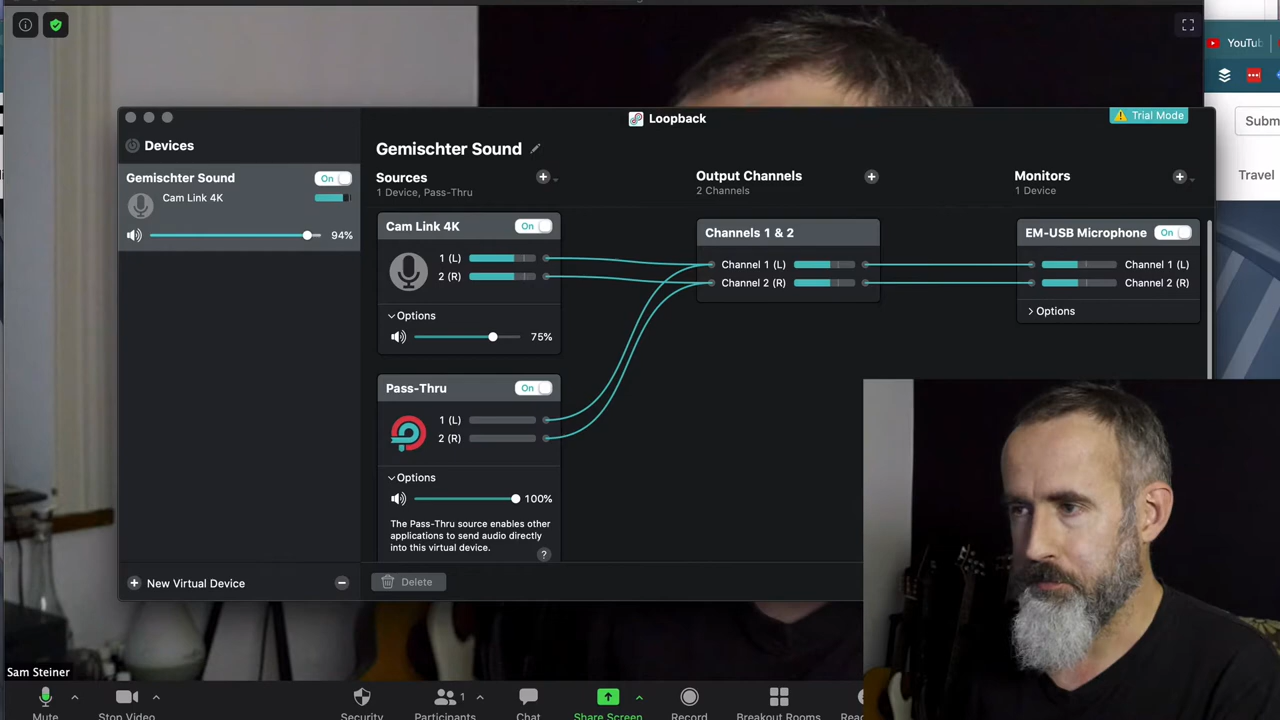 YouTub
Loopback
Trial Mode
Subm
Devices
Gemischter Sound
On
Cam Link 4K
94%
New Virtual Device
Gemischter Sound
Sources
1 Device, Pass-Thru
Cam Link 4K
On
1 (L)
2 (R)
Options
75%
Pass-Thru
On
1 (L)
2 (R)
Options
100%
The Pass-Thru source enables other
applications to send audio directly
into this virtual device.
?
Delete
Output Channels
2 Channels
Channels 1 & 2
Channel 1 (L)
Channel 2 (R)
Monitors
1 Device
EM-USB Microphone
On
Channel 1 (L)
Channel 2 (R)
Options
Travel
Sam Steiner
Mute
Stop Video
Security
1
Participants
Chat
Share Screen
Record
Breakout Rooms
Rea